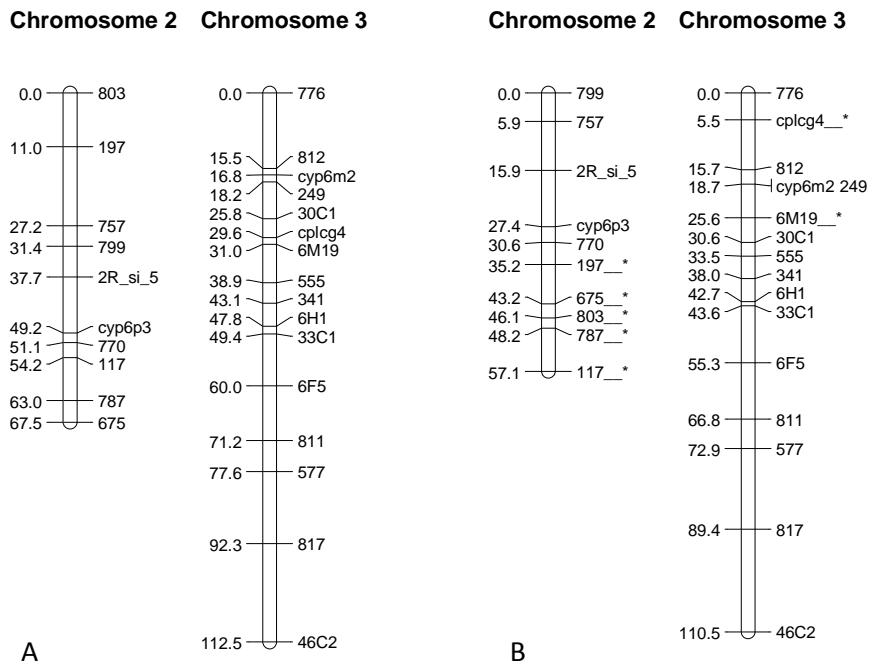 Chromosome 2 Chromosome 3 Chromosome 2 Chromosome 3
0.0 803
11.0 197
27.2 757
31.4 799
37.7 2R_si_5
49.2 cyp6p3
51.1 770
54.2 117
63.0 787
67.5 675
0.0 776
15.5 812
16.8 cyp6m2
18.2 249
25.8 30C1
29.6 cplcg4
31.0 6M19
38.9 555
43.1 341
47.8 6H1
49.4 33C1
60.0 6F5
71.2 811
77.6 577
92.3 817
112.5 46C2
A
0.0 799
5.9 757
15.9 2R_si_5
27.4 cyp6p3
30.6 770
35.2 197__*
43.2 675__*
46.1 803__*
48.2 787__*
57.1 117__*
0.0 776
5.5 cplcg4__*
15.7 812
18.7 cyp6m2 249
25.6 6M19__*
30.6 30C1
33.5 555
38.0 341
42.7 6H1
43.6 33C1
55.3 6F5
66.8 811
72.9 577
89.4 817
110.5 46C2
B